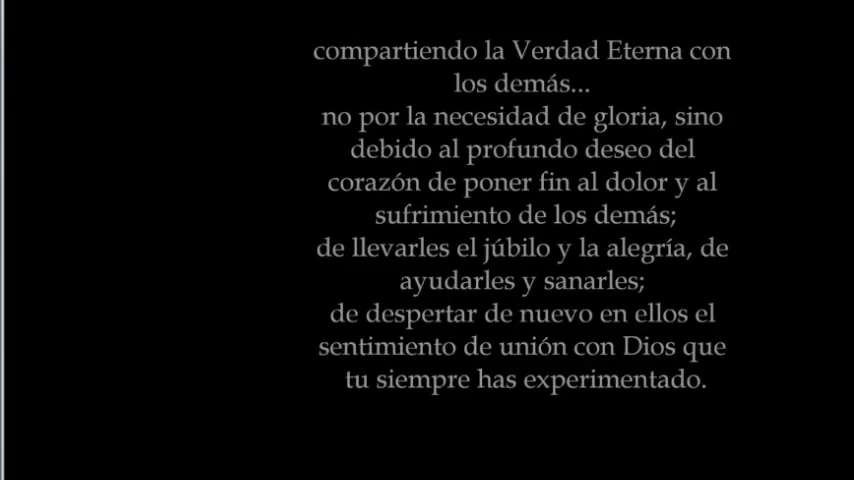 compartiendo la Verdad Eterna con
los demás...
no por la necesidad de gloria, sino
debido al profundo deseo del
corazón de poner fin al dolor y al
sufrimiento de los demás;
de llevarles el júbilo y la alegría, de
ayudarles y sanarles;
de despertar de nuevo en ellos el
sentimiento de unión con Dios que
tu siempre has experimentado.